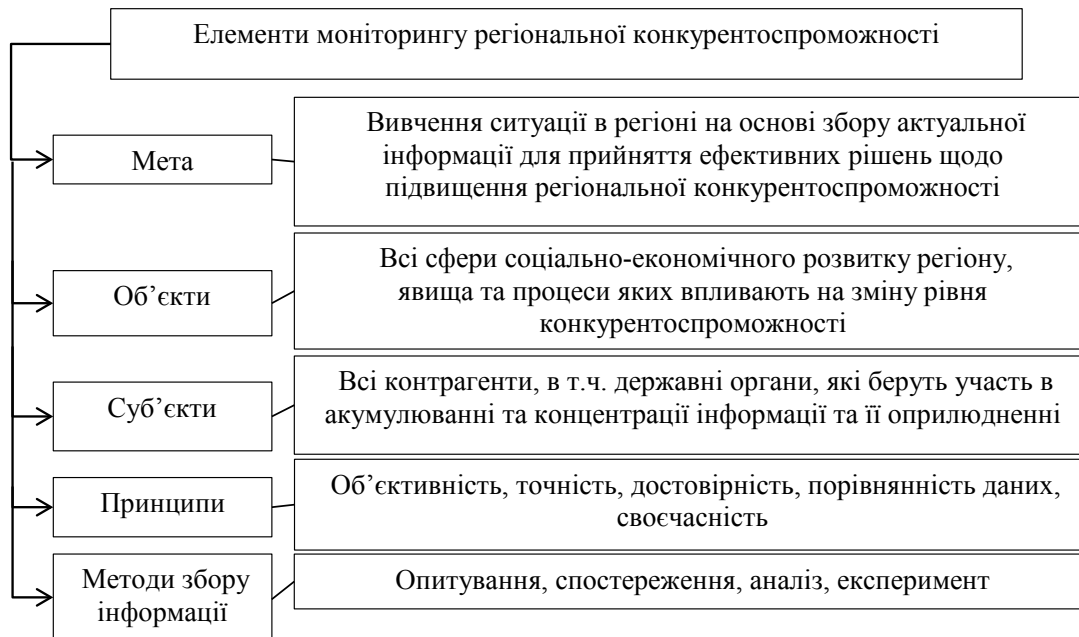 Елементи моніторингу регіональної конкурентоспроможності
Мета
Вивчення ситуації в регіоні на основі збору актуальної
інформації для прийняття ефективних рішень щодо
підвищення регіональної конкурентоспроможності
Об’єкти
Всі сфери соціально-економічного розвитку регіону,
явища та процеси яких впливають на зміну рівня
конкурентоспроможності
Суб’єкти
Всі контрагенти, в т.ч. державні органи, які беруть участь в
акумулюванні та концентрації інформації та її оприлюдненні
Принципи
Об’єктивність, точність, достовірність, порівнянність даних,
своєчасність
Методи збору
інформації
Опитування, спостереження, аналіз, експеримент